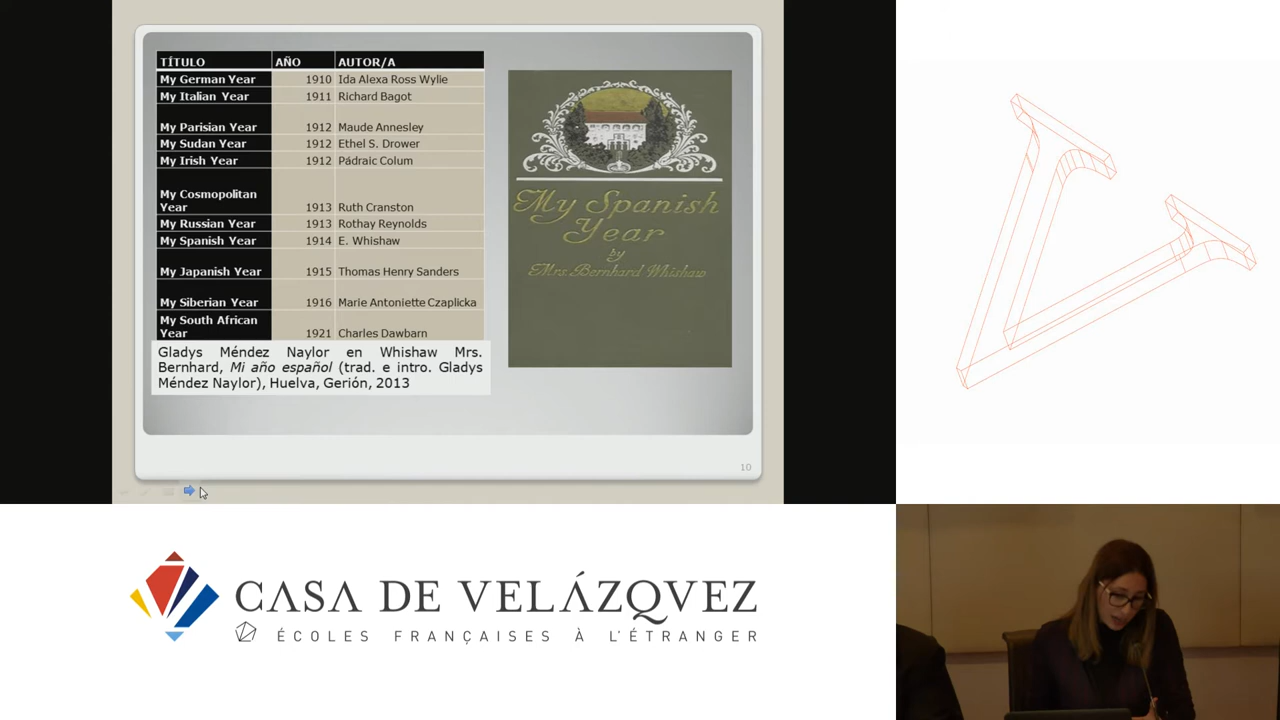 TÍTULO AÑO AUTOR/A
My German Year 1910 Ida Alexa Ross Wylie
My Italian Year 1911 Richard Bagot
My Parisian Year 1912 Maude Annesley
My Sudan Year 1912 Ethel S. Drower
My Irish Year 1912 Pádraic Colum
My Cosmopolitan
Year 1913 Ruth Cranston
My Russian Year 1913 Rothay Reynolds
My Spanish Year 1914 E. Whishaw
My Japanish Year 1915 Thomas Henry Sanders
My Siberian Year 1916 Marie Antoniette Czaplicka
My South African
Year 1921 Charles Dawbarn
Gladys Méndez Naylor en Whishaw Mrs.
Bernhard, Mi año español (trad. e intro. Gladys
Méndez Naylor), Huelva, Gerión, 2013
My Spanish
Year
by
Mrs. Bernhard Whishaw
10
CASA DE VELÁZQVEZ
ÉCOLES FRANÇAISES À L'ÉTRANGER